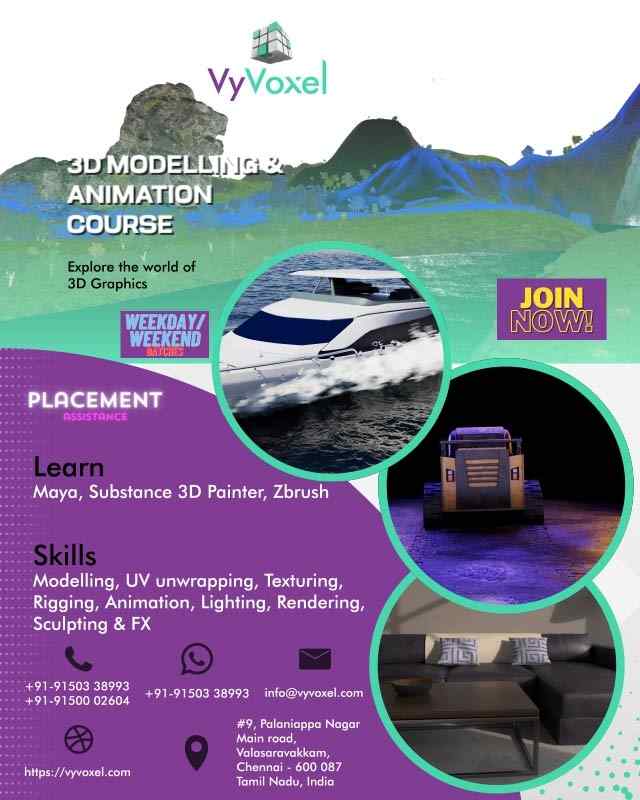 VyVoxel
3D MODELLING &
ANIMATION
COURSE
Explore the world of
3D Graphics
WEEKDAY/
WEEKEND
BATCHES
JOIN
NOW!
PLACEMENT
ASSISTANCE
Learn
Maya, Substance 3D Painter, Zbrush
Skills
Modelling, UV unwrapping, Texturing,
Rigging, Animation, Lighting, Rendering,
Sculpting & FX
+91-91503 38993
+91-91500 02604
+91-91503 38993
info@vyvoxel.com
https://vyvoxel.com
#9, Palaniappa Nagar
Main road,
Valasaravakkam,
Chennai - 600 087
Tamil Nadu, India